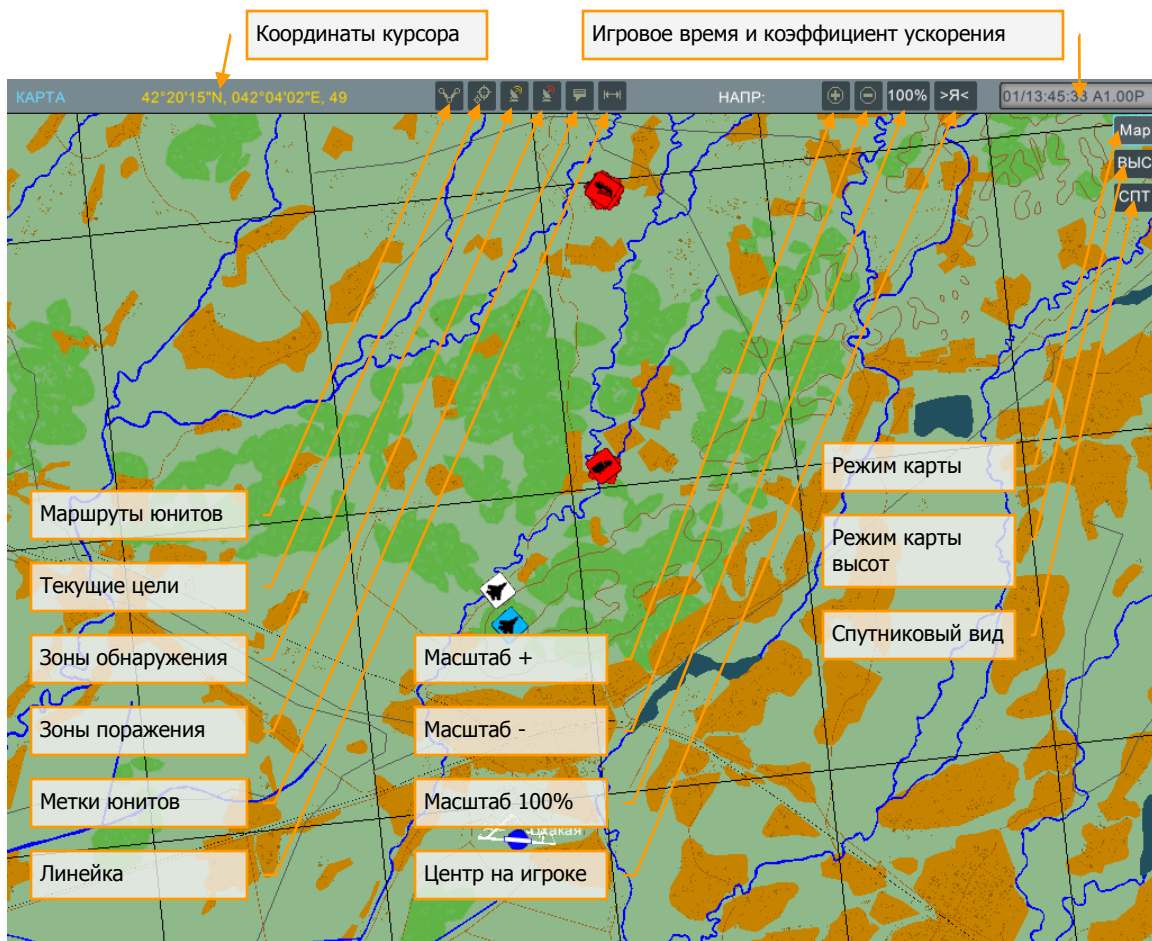 Координаты курсора
Игровое время и коэффициент ускорения
КАРТА
42°20'15"N, 042°04'02"E, 49
НАПР:
100%
>Я<
01/13:45:33 A1.00P
Мар
ВЫС
СПТ
Режим карты
Маршруты юнитов
Режим карты
высот
Текущие цели
Спутниковый вид
Зоны обнаружения
Масштаб +
Зоны поражения
Масштаб -
Метки юнитов
Масштаб 100%
Линейка
Центр на игроке